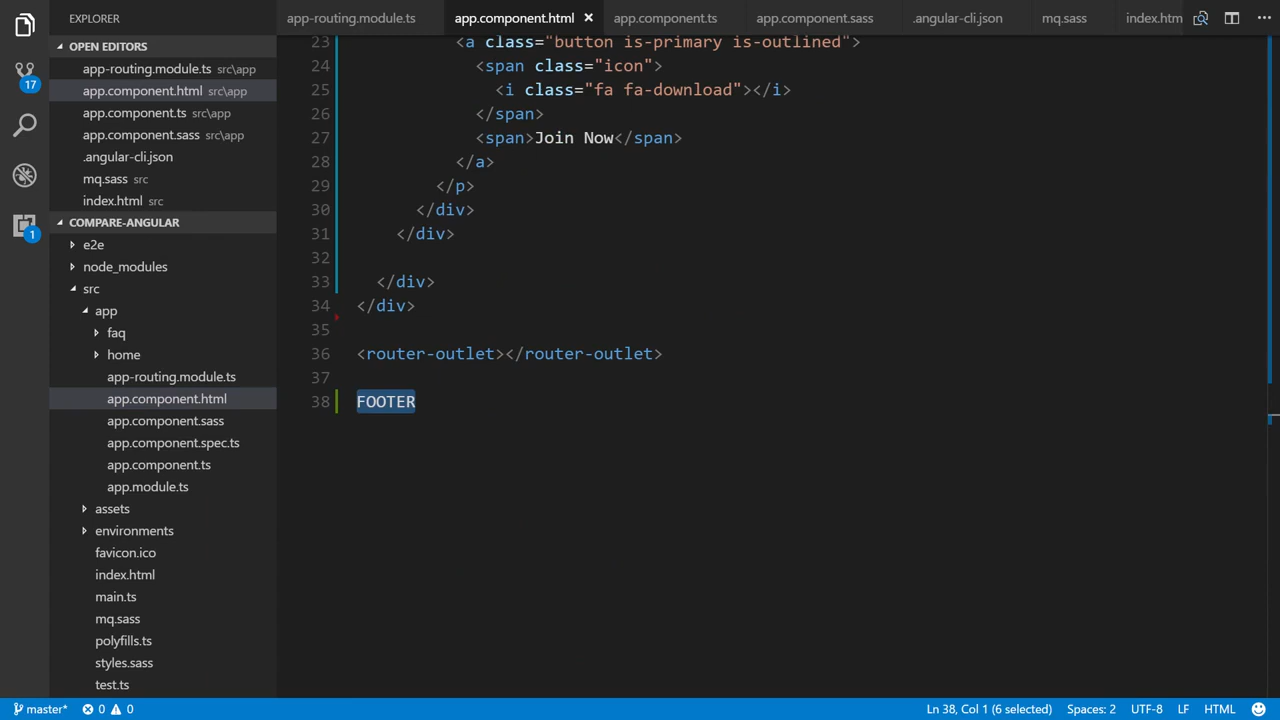 EXPLORER
OPEN EDITORS
app-routing.module.ts src\app
app.component.html src\app
app.component.ts src\app
app.component.sass src\app
.angular-cli.json
mq.sass src
index.html src
COMPARE-ANGULAR
e2e
node_modules
src
app
faq
home
app-routing.module.ts
app.component.html
app.component.sass
app.component.spec.ts
app.component.ts
app.module.ts
assets
environments
favicon.ico
index.html
main.ts
mq.sass
polyfills.ts
styles.sass
test.ts
17
1
app-routing.module.ts app.component.html × app.component.ts app.component.sass .angular-cli.json mq.sass index.htm ···
23 <a class="button is-primary is-outlined">
24 <span class="icon">
25 <i class="fa fa-download"></i>
26 </span>
27 <span>Join Now</span>
28 </a>
29 </p>
30 </div>
31 </div>
32
33 </div>
34 </div>
35
36 <router-outlet></router-outlet>
37
38 FOOTER
master* 0 0 Ln 38, Col 1 (6 selected) Spaces: 2 UTF-8 LF HTML